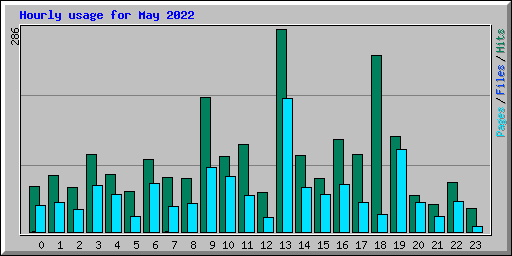 Hourly usage for May 2022
286
Pages/Files/Hits
0 1 2 3 4 5 6 7 8 9 10 11 12 13 14 15 16 17 18 19 20 21 22 23